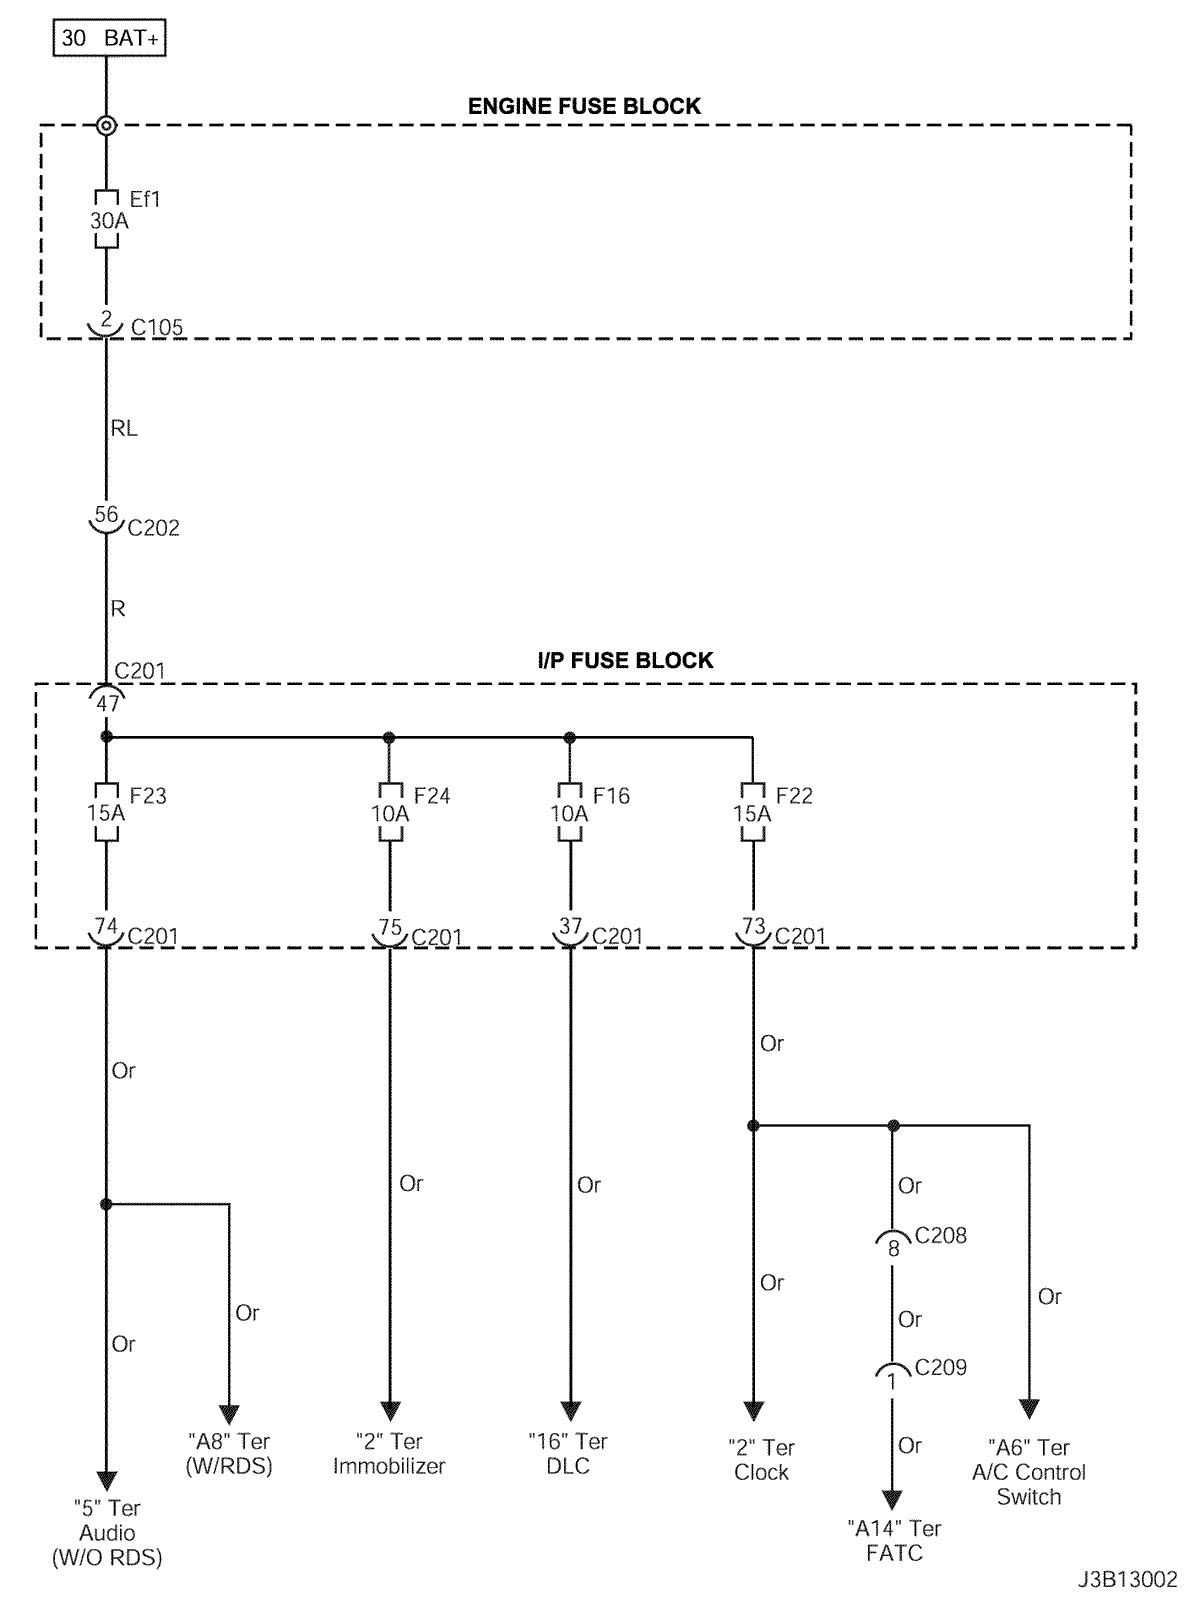 30 BAT+
ENGINE FUSE BLOCK
Ef1
30A
2
C105
RL
56
C202
R
I/P FUSE BLOCK
C201
47
F23
15A
F24
10A
F16
10A
F22
15A
74
C201
75
C201
37
C201
73
C201
Or
Or
Or
Or
Or
C208
8
Or
Or
Or
Or
Or
C209
1
Or
"A8" Ter
(W/RDS)
"2" Ter
Immobilizer
"16" Ter
DLC
"2" Ter
Clock
"A6" Ter
A/C Control
Switch
"5" Ter
Audio
(W/O RDS)
"A14" Ter
FATC
J3B13002